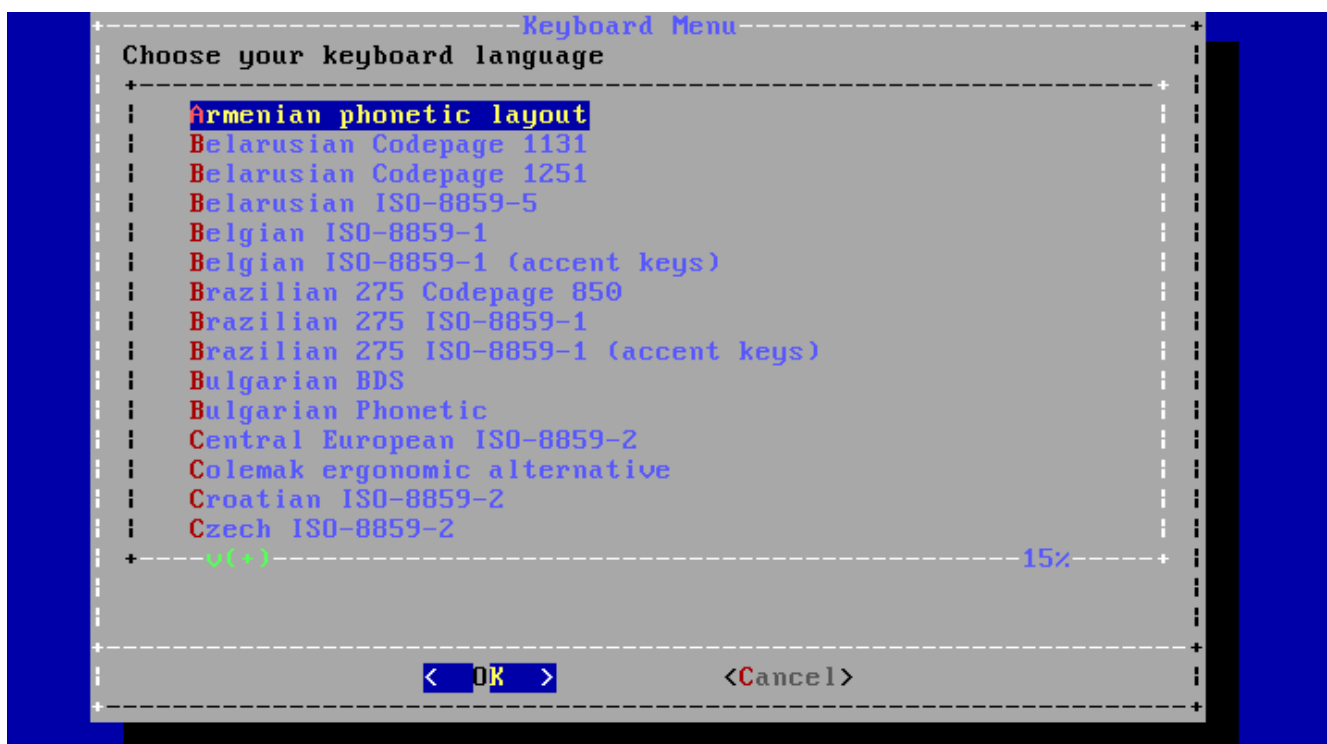 Keyboard Menu
Choose your keyboard language
Armenian phonetic layout
Belarusian Codepage 1131
Belarusian Codepage 1251
Belarusian ISO-8859-5
Belgian ISO-8859-1
Belgian ISO-8859-1 (accent keys)
Brazilian 275 Codepage 850
Brazilian 275 ISO-8859-1
Brazilian 275 ISO-8859-1 (accent keys)
Bulgarian BDS
Bulgarian Phonetic
Central European ISO-8859-2
Colemak ergonomic alternative
Croatian ISO-8859-2
Czech ISO-8859-2
v(+) 15%
< OK > <Cancel>